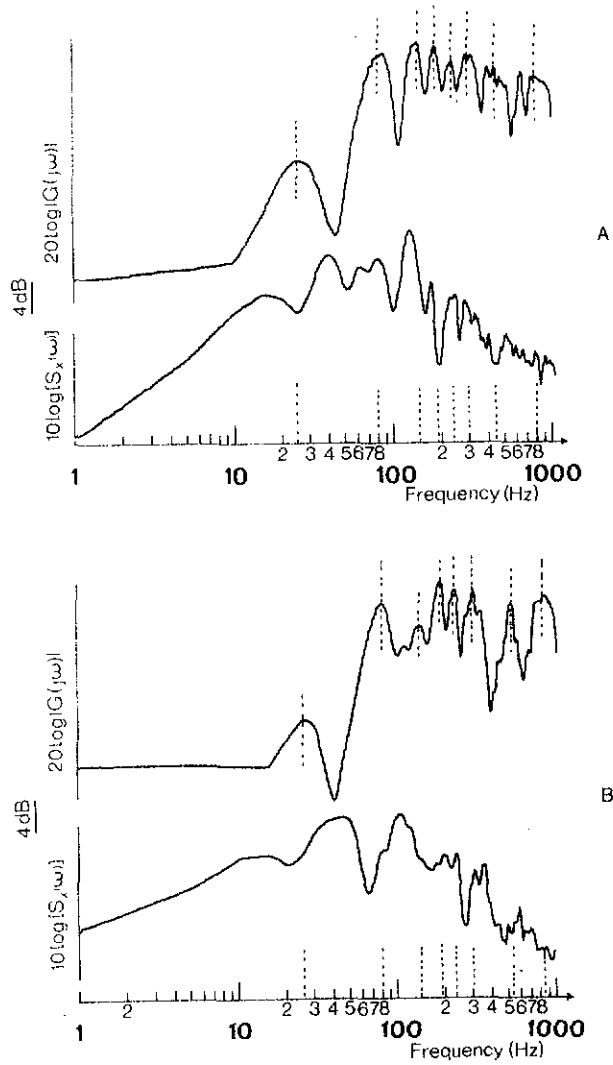 20log|G(jω)|
A
4dB
10log[Sₓ(ω)]
2 3 4 5678 2 3 4 5678
1 10 100 1000
Frequency (Hz)
20log|G(jω)|
B
4dB
10log[Sₓ(ω)]
2 2 3 4 5678 2 3 4 5678
1 10 100 1000
Frequency (Hz)